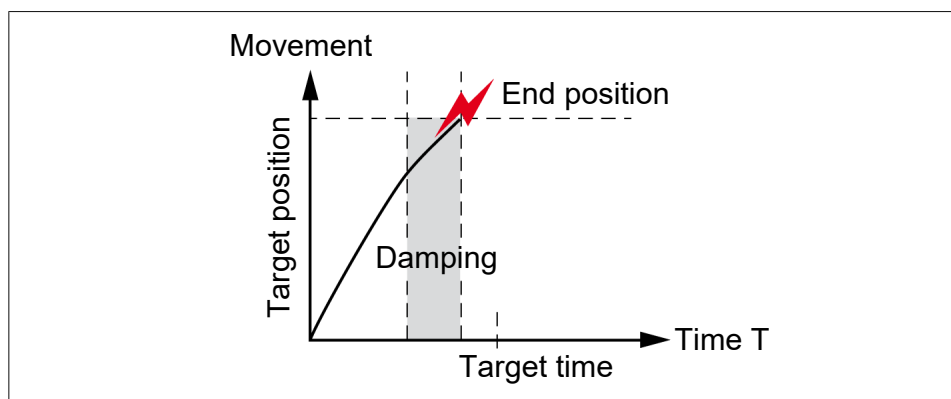 Movement
End position
Target position
Damping
Time T
Target time